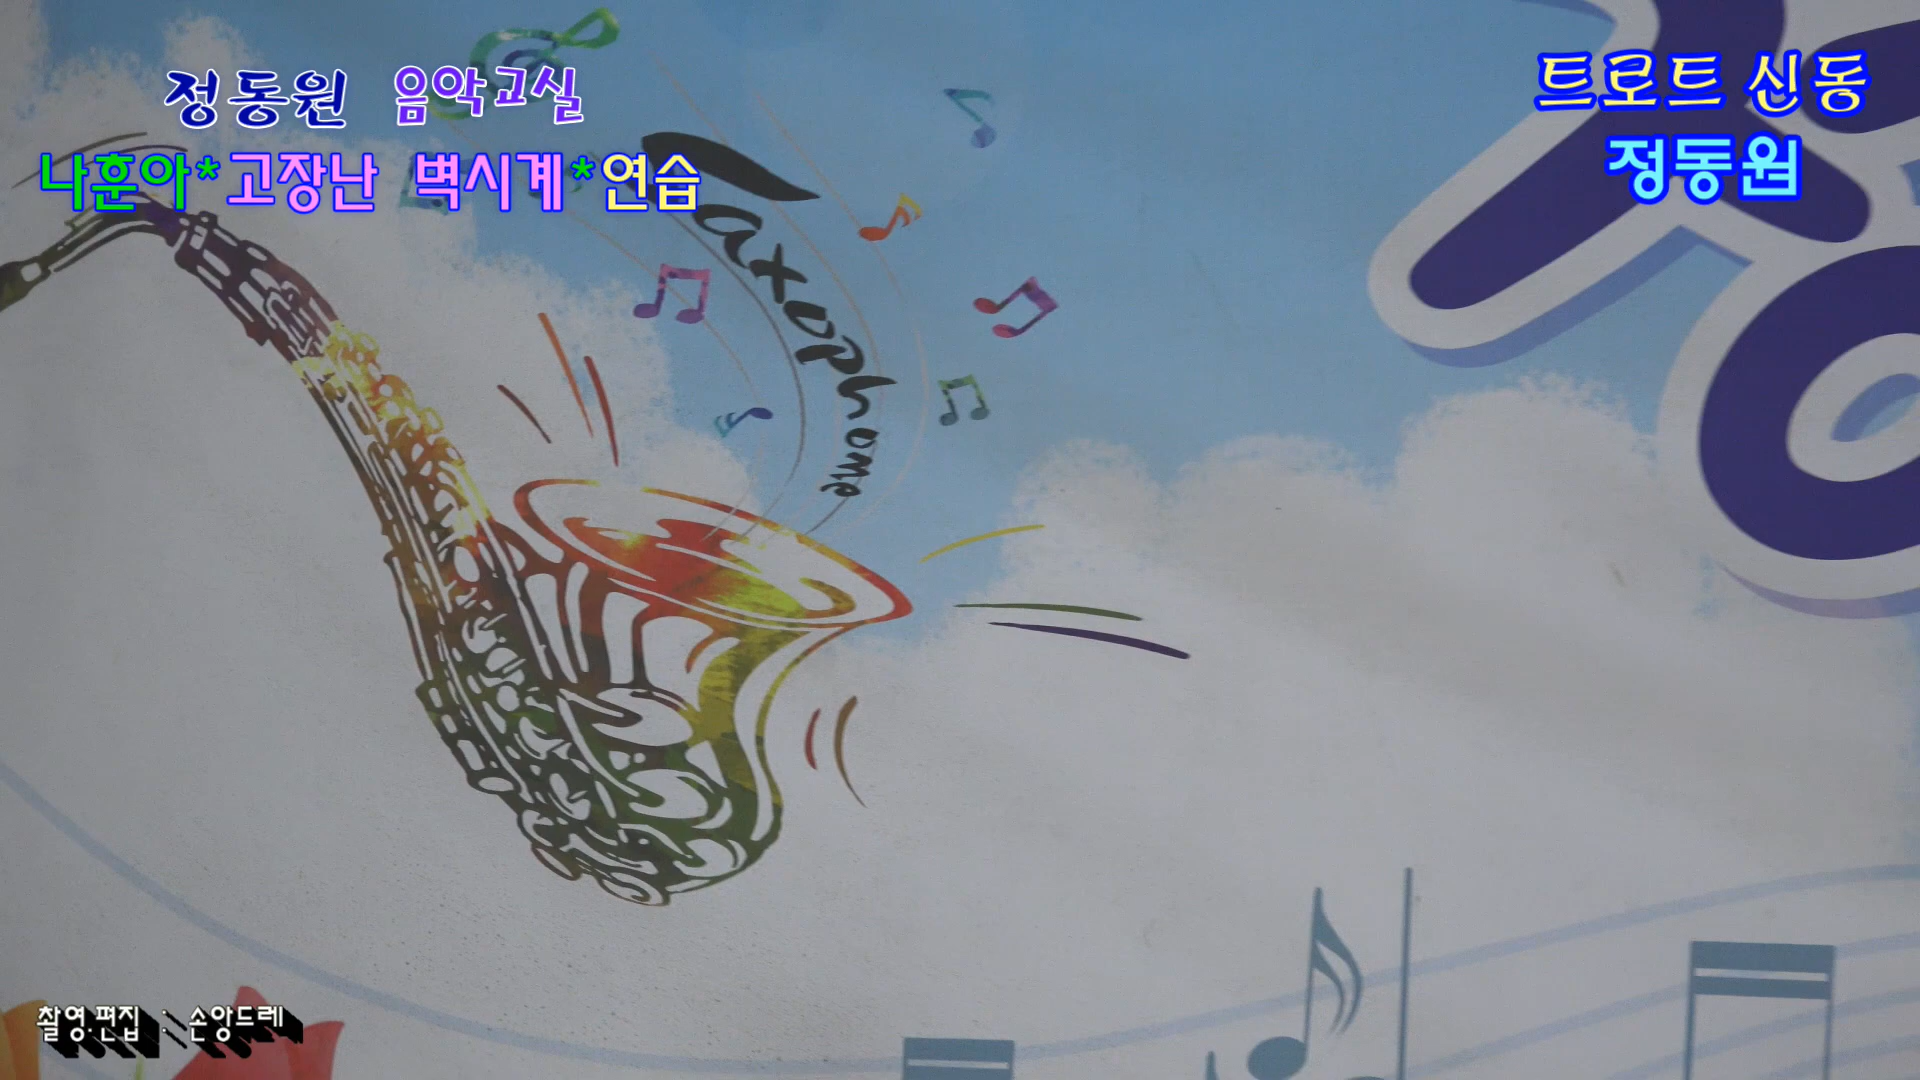 정동원 음악교실
나훈아*고장난 벽시계*연습
트로트 신동
정동원
Saxophone
촬영.편집 : 손앙드레